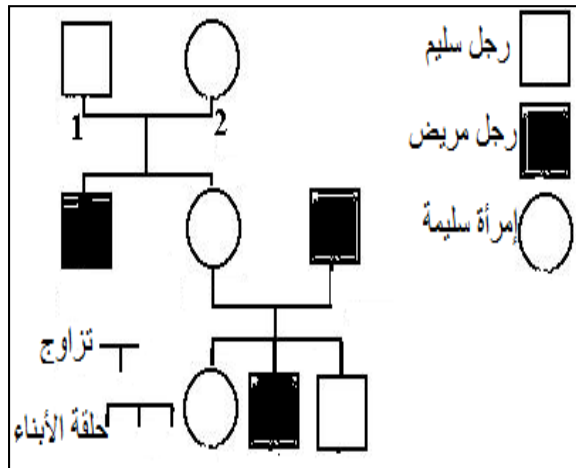 رجل سليم
1
2
رجل مريض
إمرأة سليمة
تزاوج
حلقة الأبناء